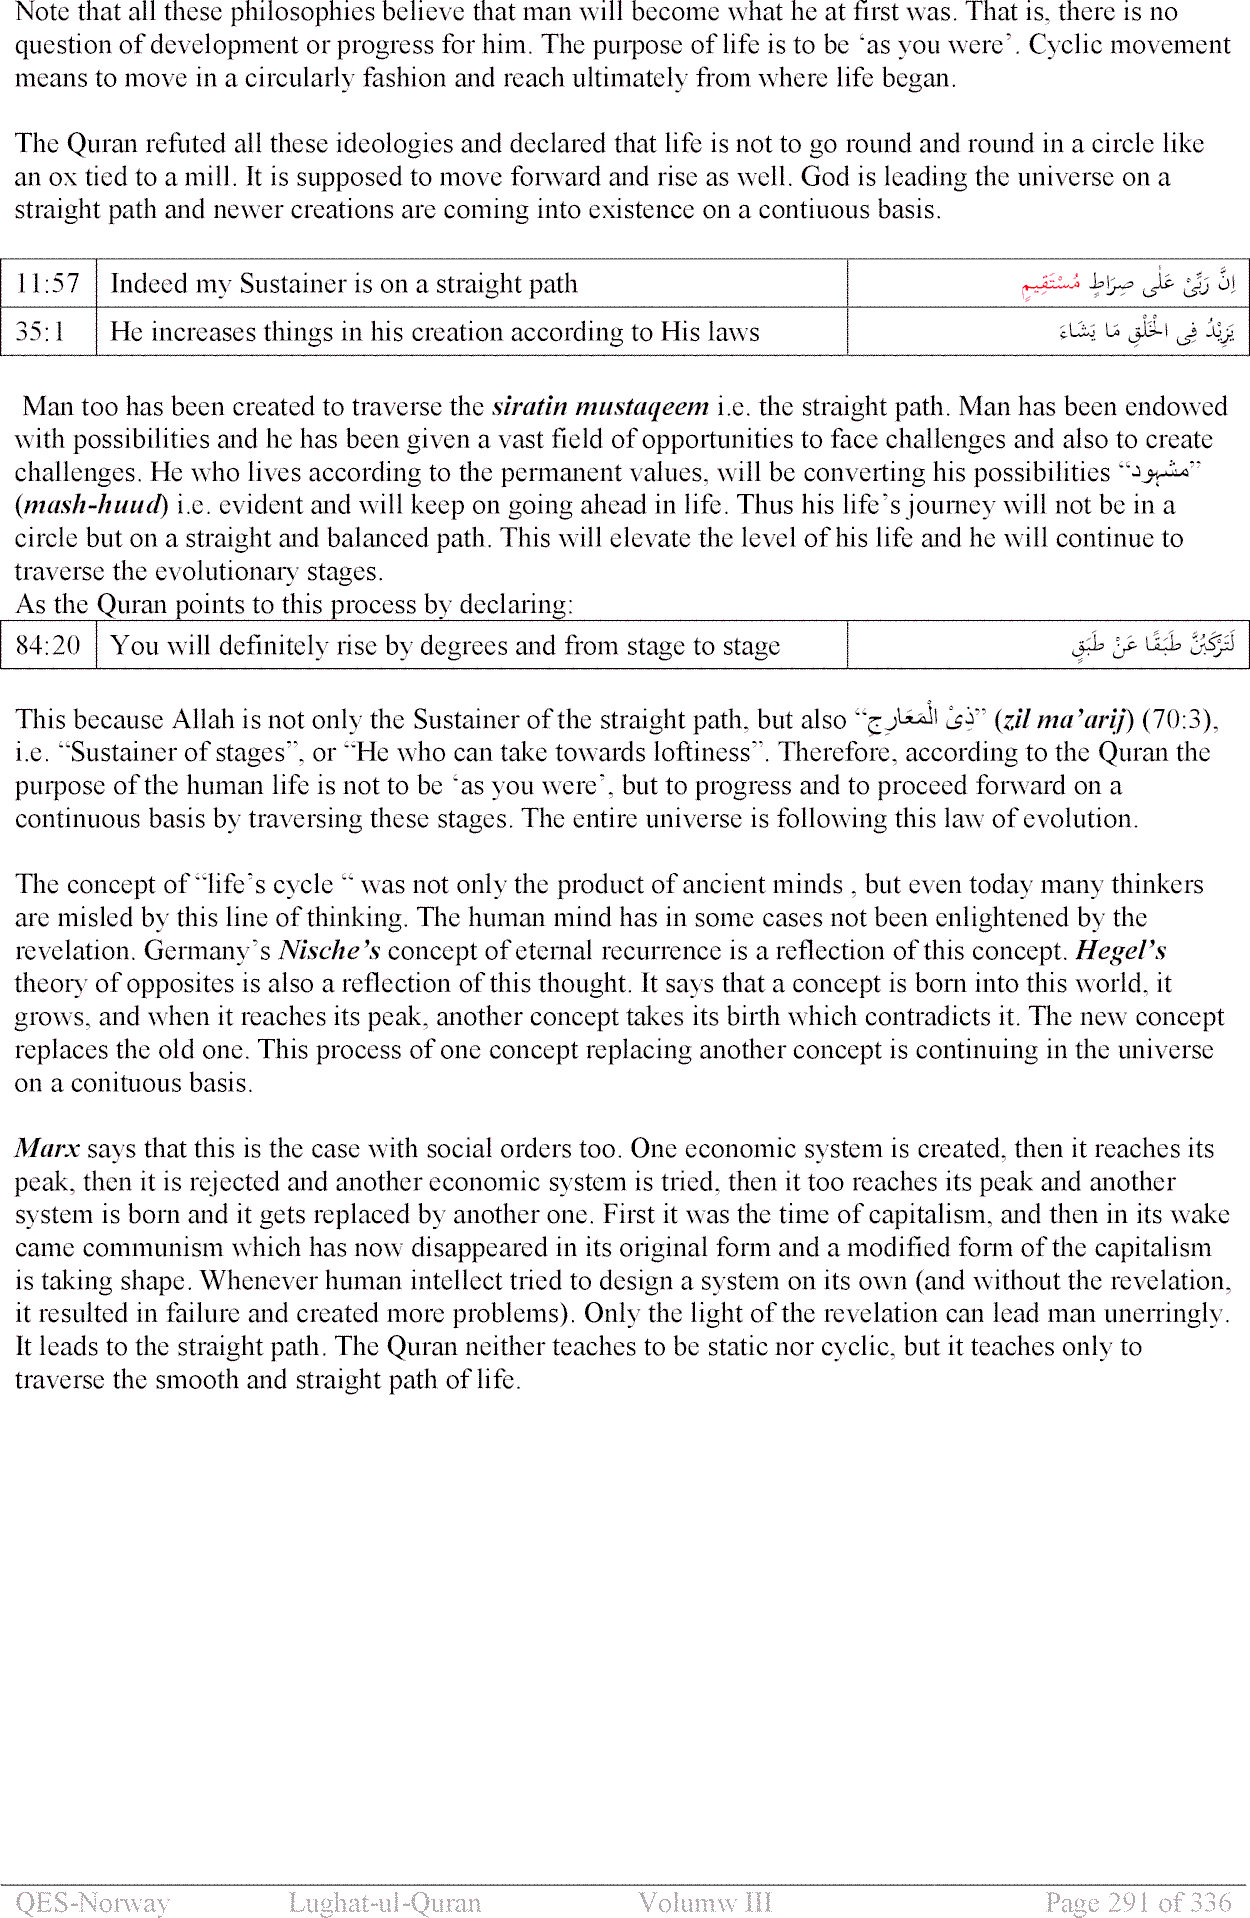 Note that all these philosophies believe that man will become what he at first was. That is, there is no
question of development or progress for him. The purpose of life is to be ‘as you were’. Cyclic movement
means to move in a circularly fashion and reach ultimately from where life began.
The Quran refuted all these ideologies and declared that life is not to go round and round in a circle like
an ox tied to a mill. It is supposed to move forward and rise as well. God is leading the universe on a
straight path and newer creations are coming into existence on a contiuous basis.
11:57 Indeed my Sustainer is on a straight path اِنَّ رَبِّىْ عَلٰى صِرَاطٍ مُسْتَقِيمٍ
35:1 He increases things in his creation according to His laws يَزِيْدُ فِى الْخَلْقِ مَا يَشَاءَ
Man too has been created to traverse the siratin mustaqeem i.e. the straight path. Man has been endowed
with possibilities and he has been given a vast field of opportunities to face challenges and also to create
challenges. He who lives according to the permanent values, will be converting his possibilities “مشہود”
(mash-huud) i.e. evident and will keep on going ahead in life. Thus his life’s journey will not be in a
circle but on a straight and balanced path. This will elevate the level of his life and he will continue to
traverse the evolutionary stages.
As the Quran points to this process by declaring:
84:20 You will definitely rise by degrees and from stage to stage لَتَرْكَبُنَّ طَبَقًا عَنْ طَبَقٍ
This because Allah is not only the Sustainer of the straight path, but also “ذِىْ الْمَعَارِجِ” (zil ma’arij) (70:3),
i.e. “Sustainer of stages”, or “He who can take towards loftiness”. Therefore, according to the Quran the
purpose of the human life is not to be ‘as you were’, but to progress and to proceed forward on a
continuous basis by traversing these stages. The entire universe is following this law of evolution.
The concept of “life’s cycle “ was not only the product of ancient minds , but even today many thinkers
are misled by this line of thinking. The human mind has in some cases not been enlightened by the
revelation. Germany’s Nische’s concept of eternal recurrence is a reflection of this concept. Hegel’s
theory of opposites is also a reflection of this thought. It says that a concept is born into this world, it
grows, and when it reaches its peak, another concept takes its birth which contradicts it. The new concept
replaces the old one. This process of one concept replacing another concept is continuing in the universe
on a conituous basis.
Marx says that this is the case with social orders too. One economic system is created, then it reaches its
peak, then it is rejected and another economic system is tried, then it too reaches its peak and another
system is born and it gets replaced by another one. First it was the time of capitalism, and then in its wake
came communism which has now disappeared in its original form and a modified form of the capitalism
is taking shape. Whenever human intellect tried to design a system on its own (and without the revelation,
it resulted in failure and created more problems). Only the light of the revelation can lead man unerringly.
It leads to the straight path. The Quran neither teaches to be static nor cyclic, but it teaches only to
traverse the smooth and straight path of life.
QES-Norway Lughat-ul-Quran Volumw III Page 291 of 336